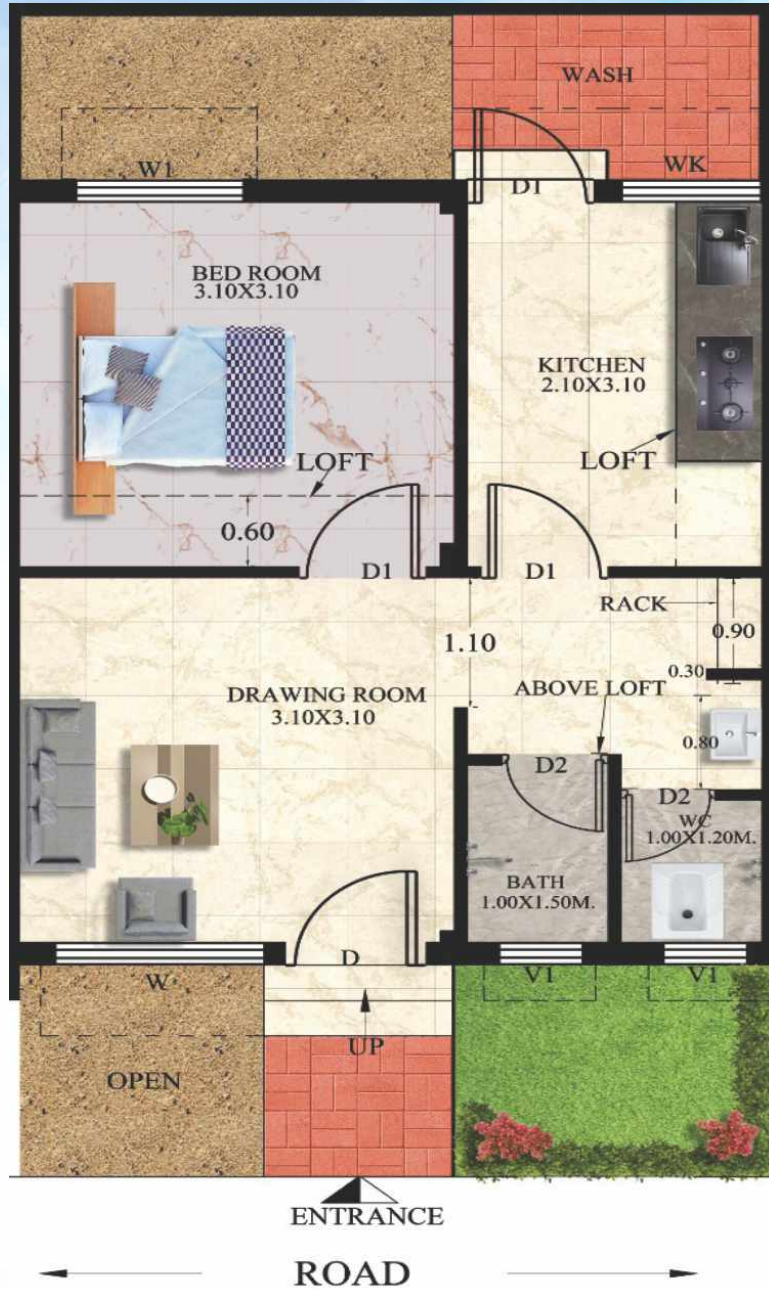 WASH
W1
WK
D1
BED ROOM
3.10X3.10
KITCHEN
2.10X3.10
LOFT
LOFT
0.60
D1
D1
RACK
0.90
1.10
0.30
DRAWING ROOM
3.10X3.10
ABOVE LOFT
0.80
D2
D2
WC
1.00X1.20M.
BATH
1.00X1.50M.
D
W
V1
V1
UP
OPEN
ENTRANCE
ROAD